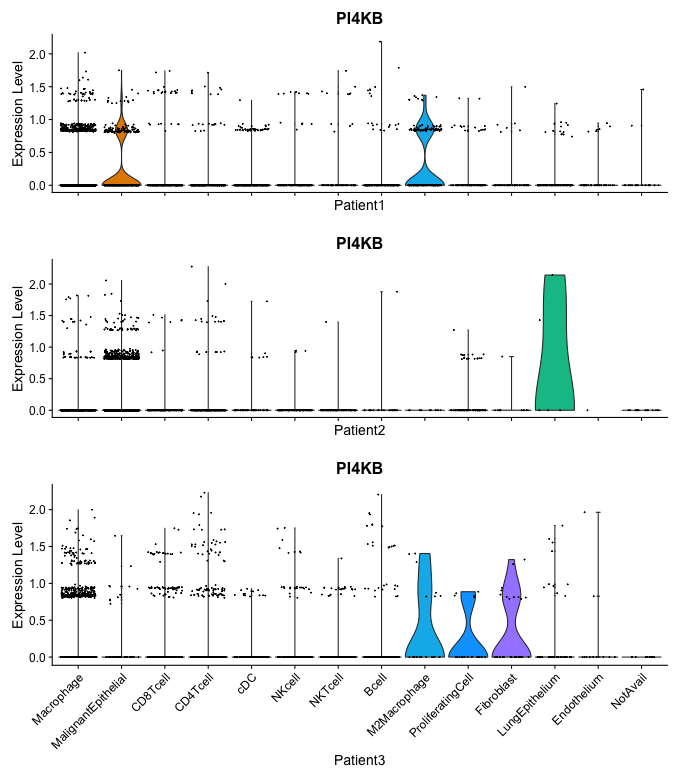 PI4KB
Expression Level
2.0
1.5
1.0
0.5
0.0
Patient1
PI4KB
Expression Level
2.0
1.5
1.0
0.5
0.0
Patient2
PI4KB
Expression Level
2.0
1.5
1.0
0.5
0.0
Macrophage
MalignantEpithelial
CD8Tcell
CD4Tcell
cDC
NKcell
NKTcell
Bcell
M2Macrophage
ProliferatingCell
Fibroblast
LungEpithelium
Endothelium
NotAvail
Patient3